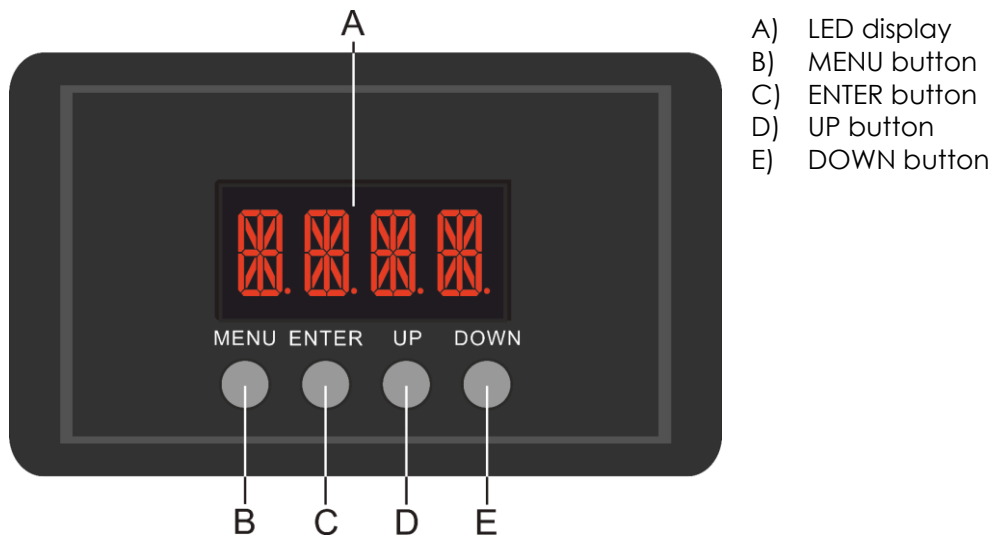 A
A) LED display
B) MENU button
C) ENTER button
D) UP button
E) DOWN button
MENU ENTER UP DOWN
B C D E